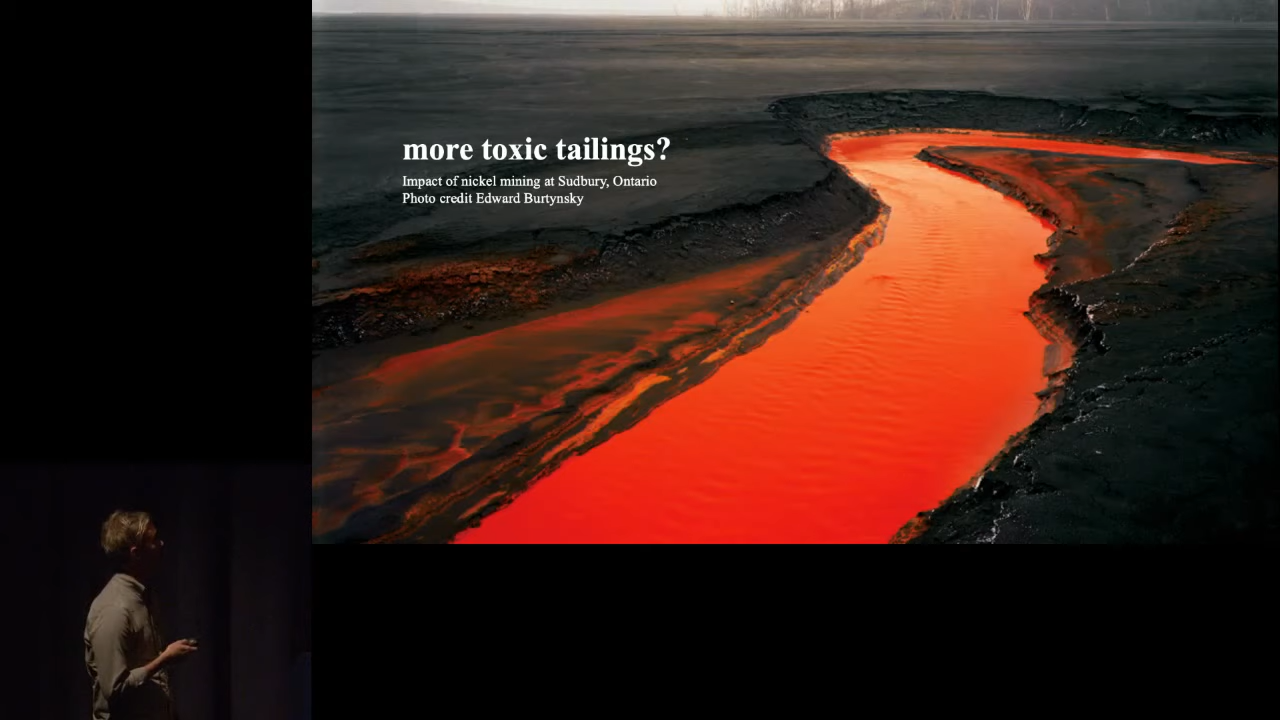 more toxic tailings?
Impact of nickel mining at Sudbury, Ontario
Photo credit Edward Burtynsky